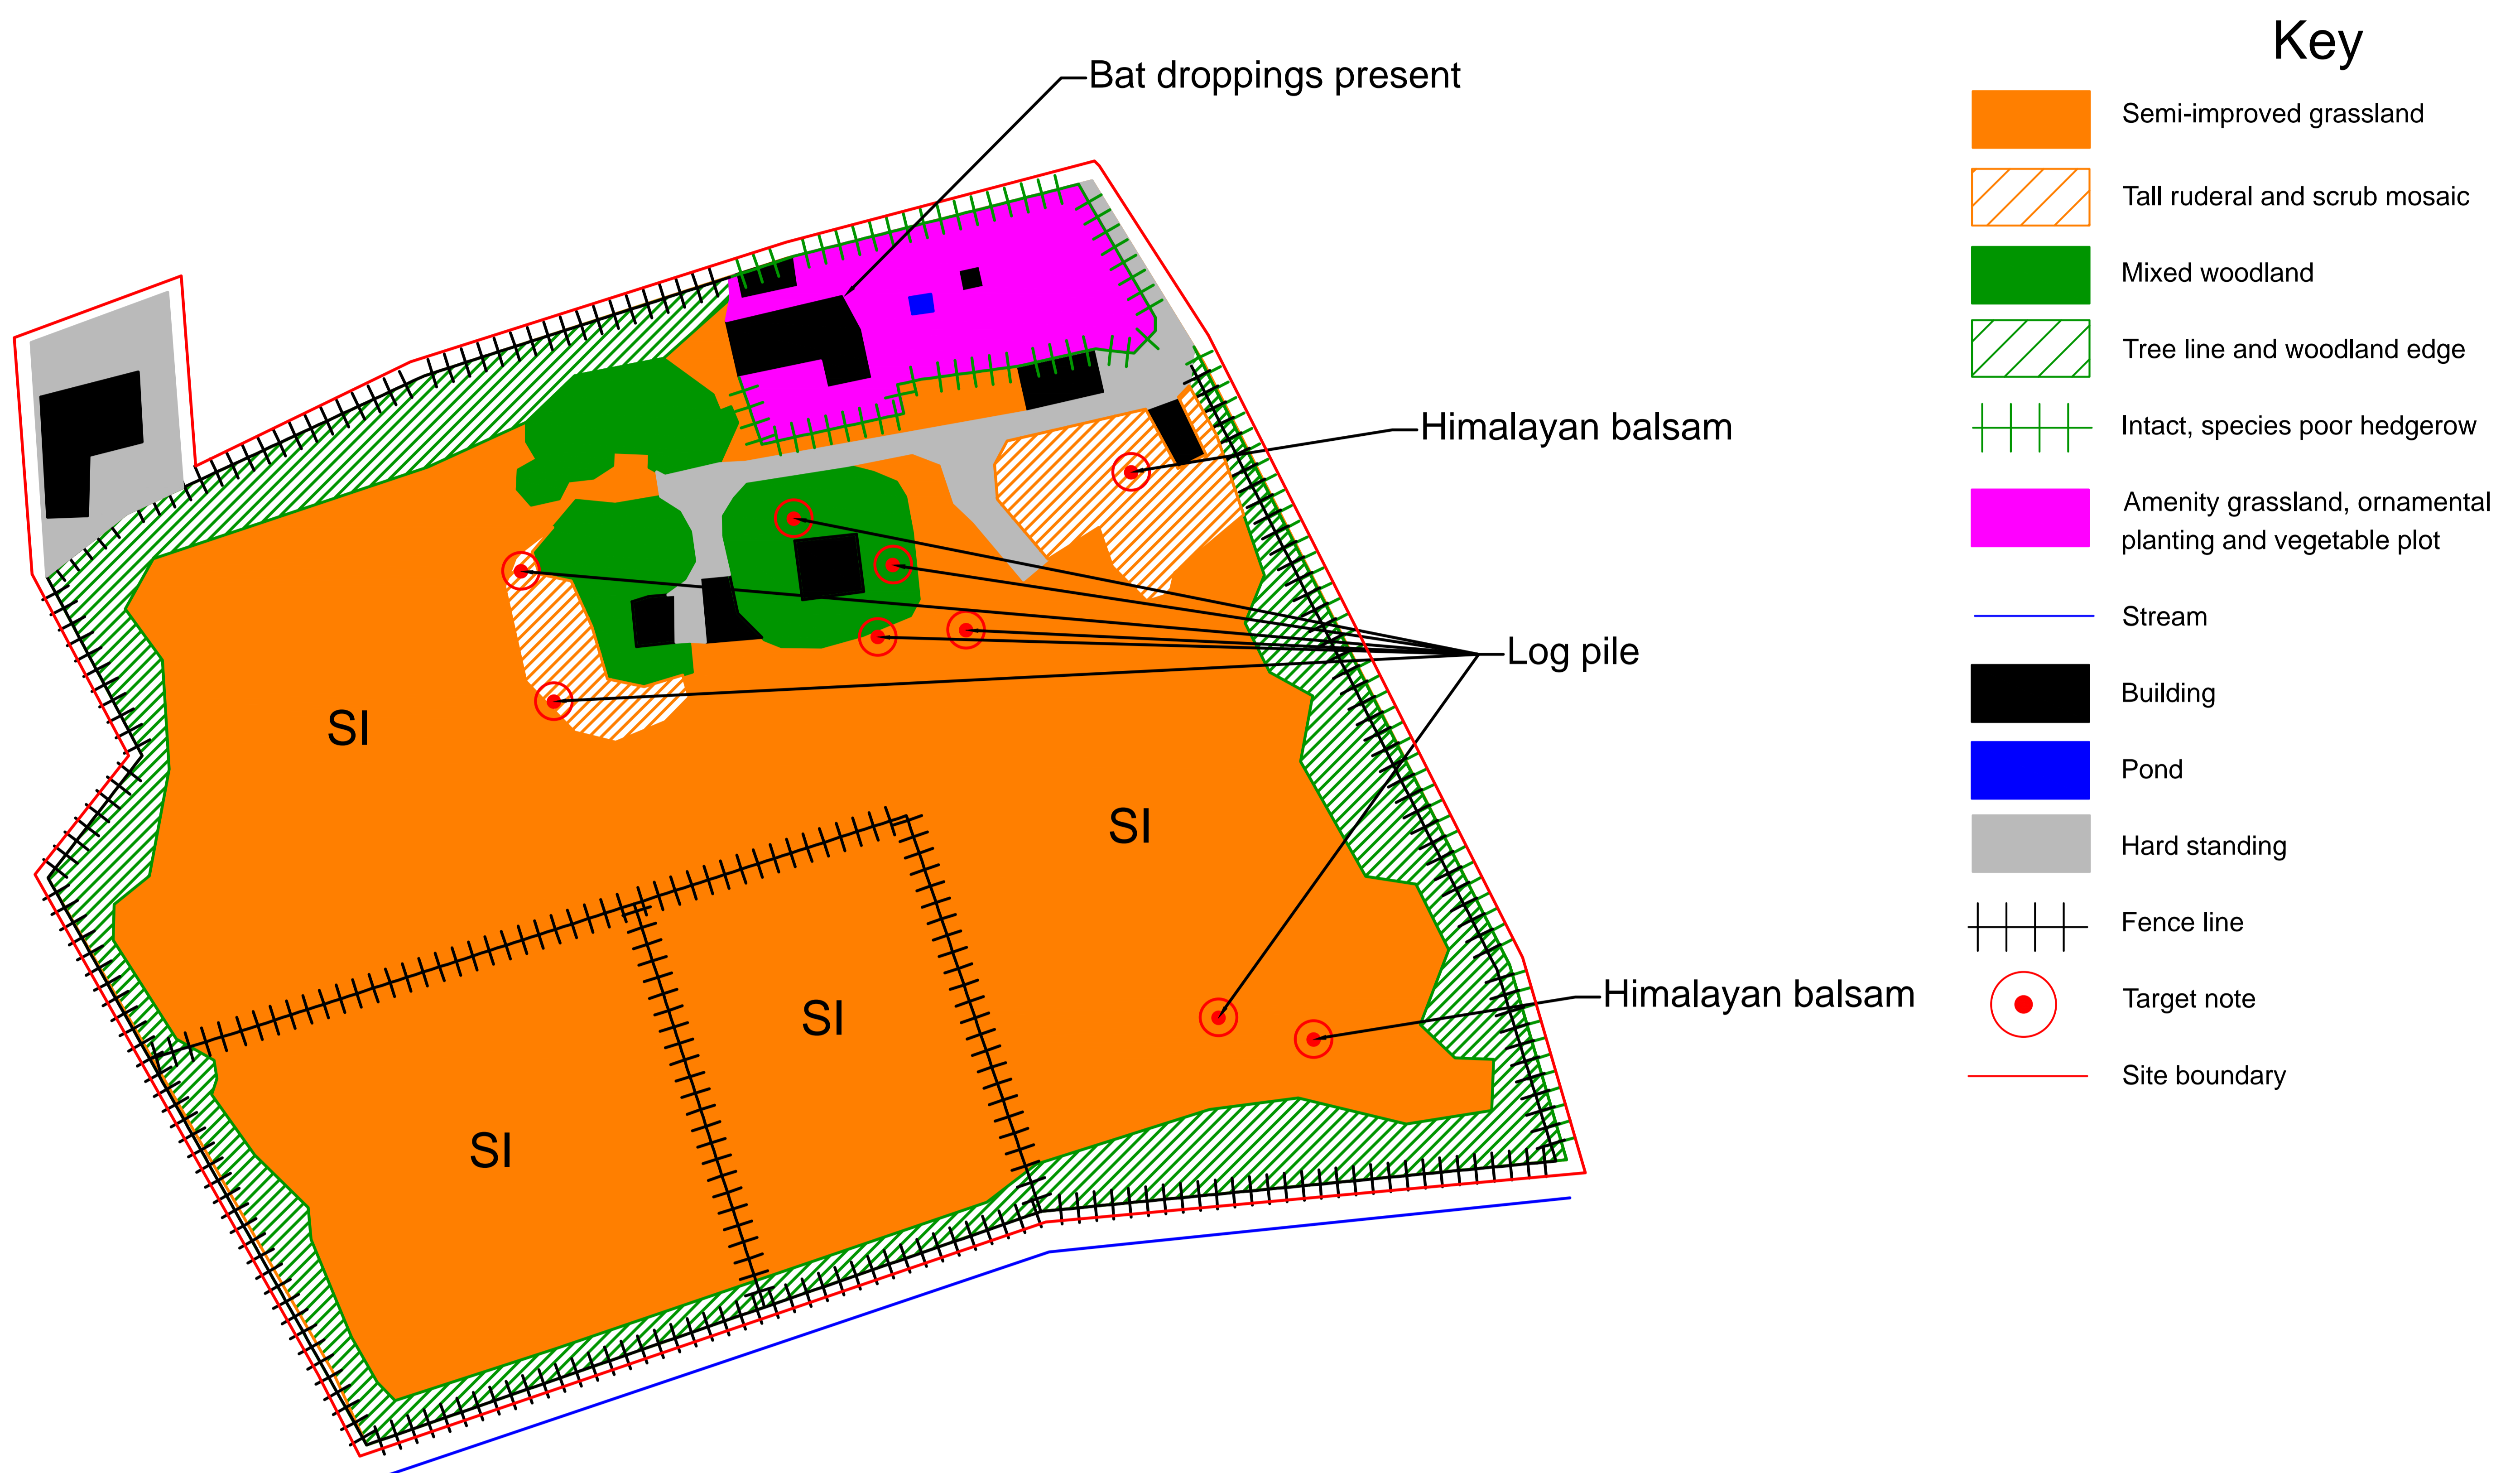 Key
Bat droppings present
Himalayan balsam
Log pile
Himalayan balsam
SI
SI
SI
SI
Semi-improved grassland
Tall ruderal and scrub mosaic
Mixed woodland
Tree line and woodland edge
Intact, species poor hedgerow
Amenity grassland, ornamental
planting and vegetable plot
Stream
Building
Pond
Hard standing
Fence line
Target note
Site boundary